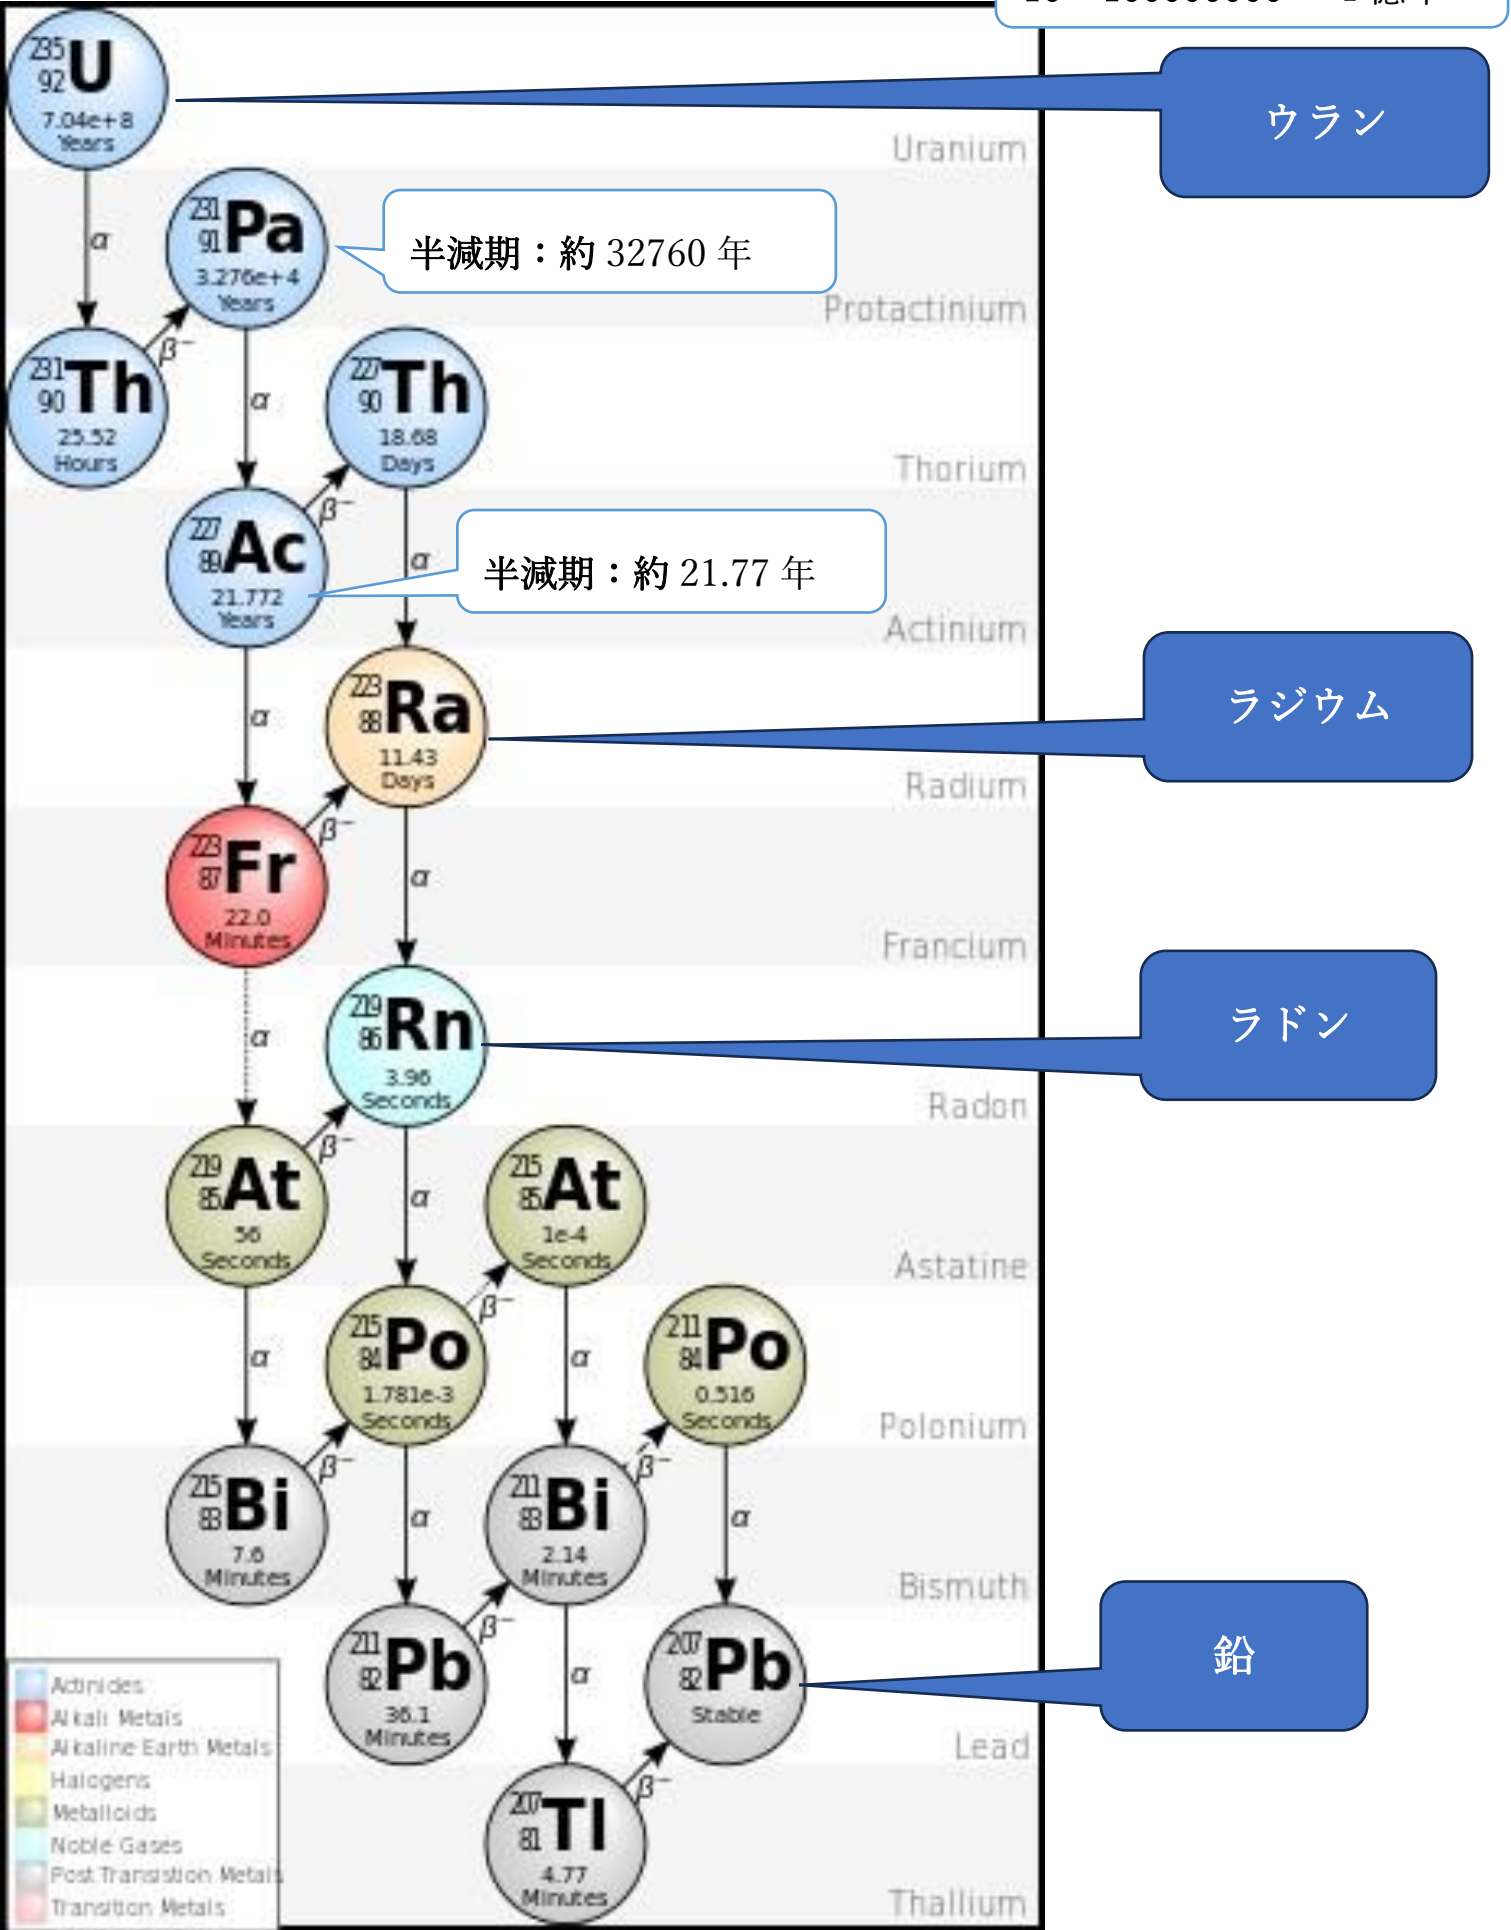 235
92 U
7.04e+8
Years
ウラン
Uranium
α
231
91 Pa
3.276e+4
Years
半減期：約 32760 年
Protactinium
β−
231
90 Th
25.52
Hours
α
227
90 Th
18.68
Days
Thorium
β−
227
89 Ac
21.772
Years
α
半減期：約 21.77 年
Actinium
α
223
88 Ra
11.43
Days
ラジウム
Radium
β−
223
87 Fr
22.0
Minutes
α
Francium
α
219
86 Rn
3.96
Seconds
ラドン
Radon
β−
219
85 At
56
Seconds
α
215
85 At
1e-4
Seconds
Astatine
β−
α
215
84 Po
1.781e-3
Seconds
α
211
84 Po
0.516
Seconds
Polonium
β−
β−
215
83 Bi
7.6
Minutes
α
211
83 Bi
2.14
Minutes
α
Bismuth
β−
211
82 Pb
36.1
Minutes
α
207
82 Pb
Stable
鉛
Lead
β−
207
81 Tl
4.77
Minutes
Thallium
Actinides
Alkali Metals
Alkaline Earth Metals
Halogens
Metalloids
Noble Gases
Post Transistion Metals
Transition Metals